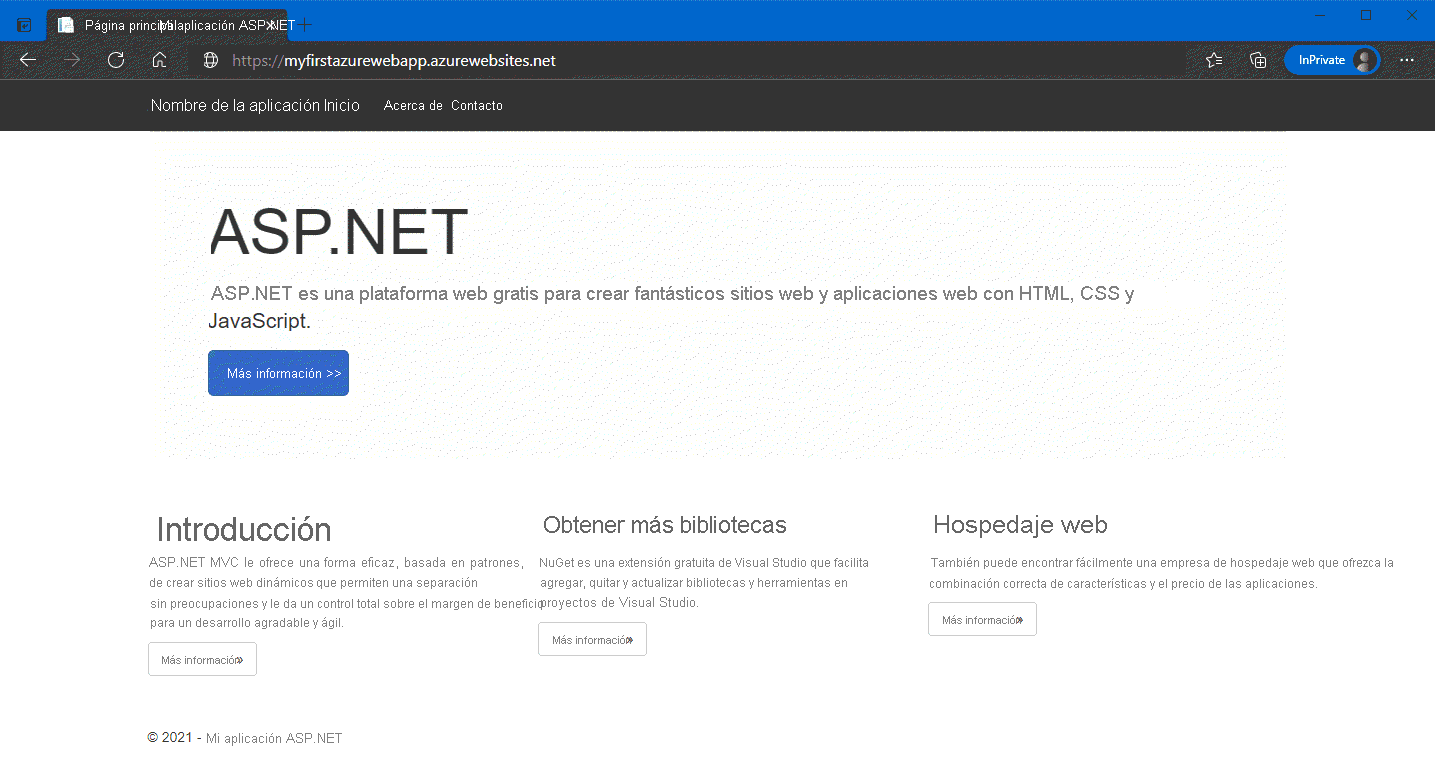 Página principal Mi aplicación ASP.NET
https://myfirstazurewebapp.azurewebsites.net
InPrivate
Nombre de la aplicación Inicio Acerca de Contacto
ASP.NET
ASP.NET es una plataforma web gratis para crear fantásticos sitios web y aplicaciones web con HTML, CSS y
JavaScript.
Más información >>
Introducción
ASP.NET MVC le ofrece una forma eficaz, basada en patrones,
de crear sitios web dinámicos que permiten una separación
sin preocupaciones y le da un control total sobre el margen de beneficio
para un desarrollo agradable y ágil.
Más información »
Obtener más bibliotecas
NuGet es una extensión gratuita de Visual Studio que facilita
agregar, quitar y actualizar bibliotecas y herramientas en
proyectos de Visual Studio.
Más información »
Hospedaje web
También puede encontrar fácilmente una empresa de hospedaje web que ofrezca la
combinación correcta de características y el precio de las aplicaciones.
Más información »
© 2021 - Mi aplicación ASP.NET